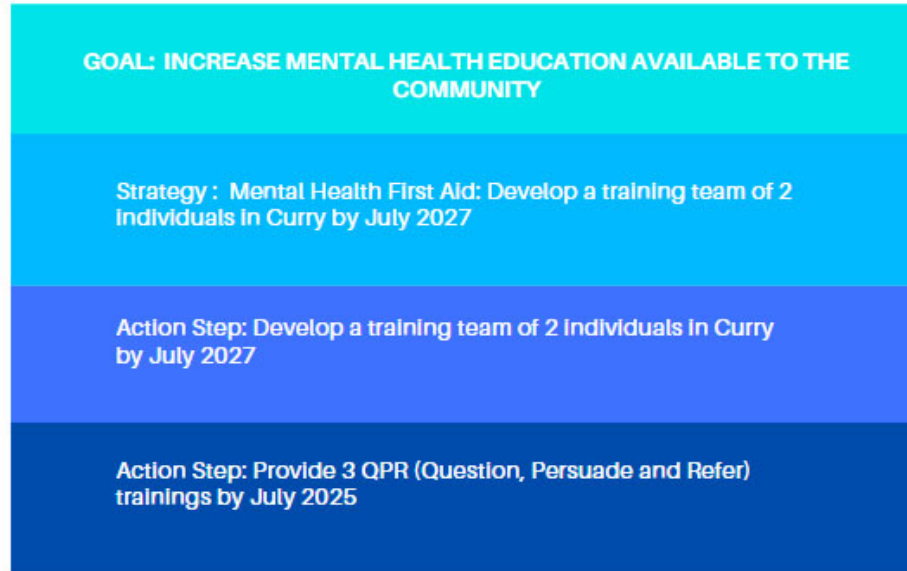 GOAL: INCREASE MENTAL HEALTH EDUCATION AVAILABLE TO THE
COMMUNITY
Strategy : Mental Health First Aid: Develop a training team of 2
individuals in Curry by July 2027
Action Step: Develop a training team of 2 individuals in Curry
by July 2027
Action Step: Provide 3 QPR (Question, Persuade and Refer)
trainings by July 2025